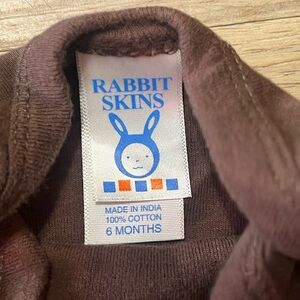 RABBIT
SKINS
MADE IN INDIA
100% COTTON
6 MONTHS